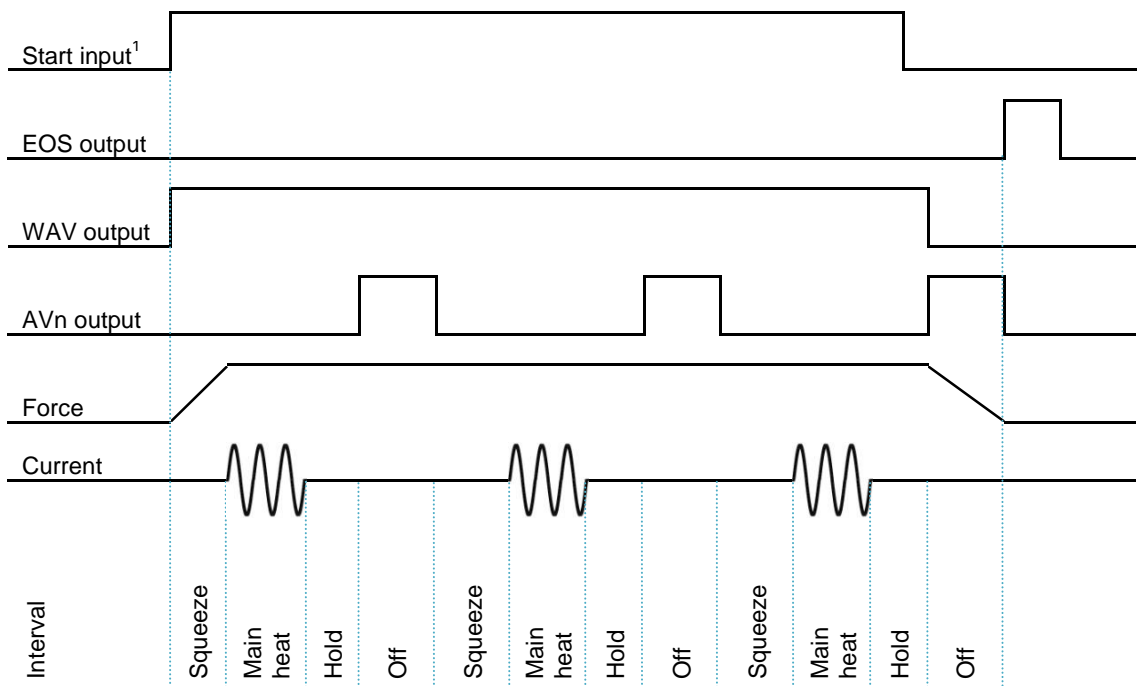 Start input¹
EOS output
WAV output
AVn output
Force
Current
Interval
Squeeze
Main
heat
Hold
Off
Squeeze
Main
heat
Hold
Off
Squeeze
Main
heat
Hold
Off